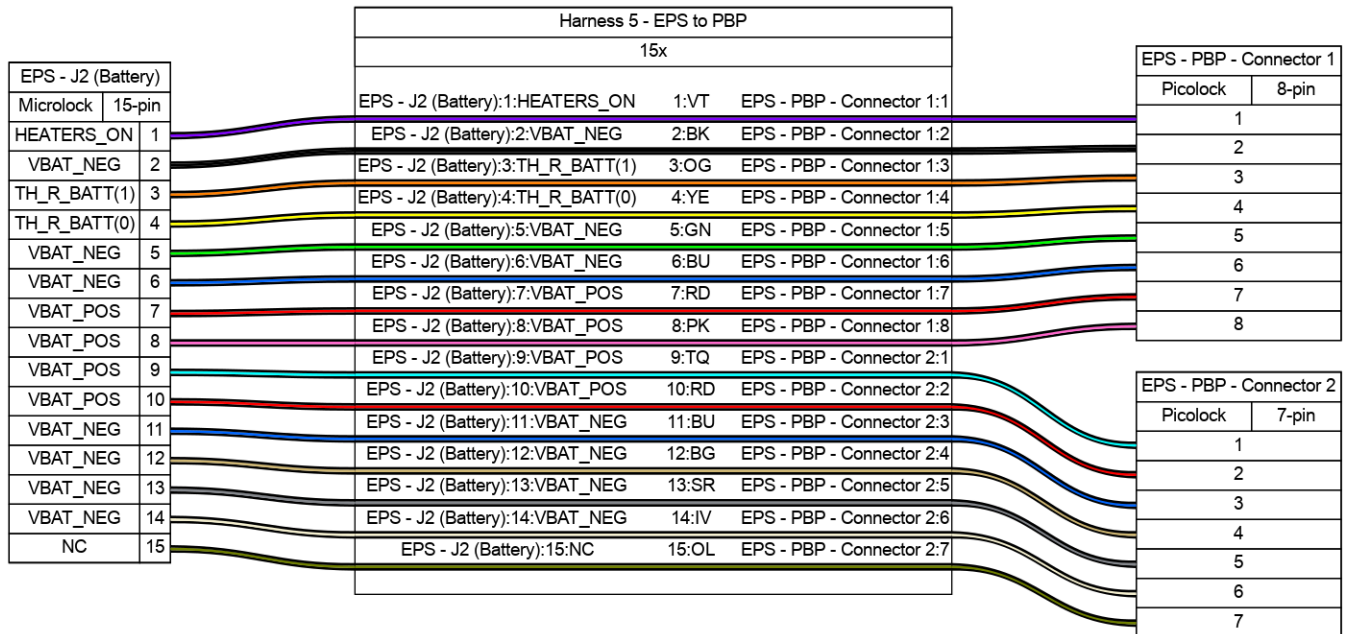 Harness 5 - EPS to PBP
15x
EPS - J2 (Battery)
Microlock 15-pin
HEATERS_ON 1
VBAT_NEG 2
TH_R_BATT(1) 3
TH_R_BATT(0) 4
VBAT_NEG 5
VBAT_NEG 6
VBAT_POS 7
VBAT_POS 8
VBAT_POS 9
VBAT_POS 10
VBAT_NEG 11
VBAT_NEG 12
VBAT_NEG 13
VBAT_NEG 14
NC 15
EPS - J2 (Battery):1:HEATERS_ON 1:VT EPS - PBP - Connector 1:1
EPS - J2 (Battery):2:VBAT_NEG 2:BK EPS - PBP - Connector 1:2
EPS - J2 (Battery):3:TH_R_BATT(1) 3:OG EPS - PBP - Connector 1:3
EPS - J2 (Battery):4:TH_R_BATT(0) 4:YE EPS - PBP - Connector 1:4
EPS - J2 (Battery):5:VBAT_NEG 5:GN EPS - PBP - Connector 1:5
EPS - J2 (Battery):6:VBAT_NEG 6:BU EPS - PBP - Connector 1:6
EPS - J2 (Battery):7:VBAT_POS 7:RD EPS - PBP - Connector 1:7
EPS - J2 (Battery):8:VBAT_POS 8:PK EPS - PBP - Connector 1:8
EPS - J2 (Battery):9:VBAT_POS 9:TQ EPS - PBP - Connector 2:1
EPS - J2 (Battery):10:VBAT_POS 10:RD EPS - PBP - Connector 2:2
EPS - J2 (Battery):11:VBAT_NEG 11:BU EPS - PBP - Connector 2:3
EPS - J2 (Battery):12:VBAT_NEG 12:BG EPS - PBP - Connector 2:4
EPS - J2 (Battery):13:VBAT_NEG 13:SR EPS - PBP - Connector 2:5
EPS - J2 (Battery):14:VBAT_NEG 14:IV EPS - PBP - Connector 2:6
EPS - J2 (Battery):15:NC 15:OL EPS - PBP - Connector 2:7
EPS - PBP - Connector 1
Picolock 8-pin
1
2
3
4
5
6
7
8
EPS - PBP - Connector 2
Picolock 7-pin
1
2
3
4
5
6
7